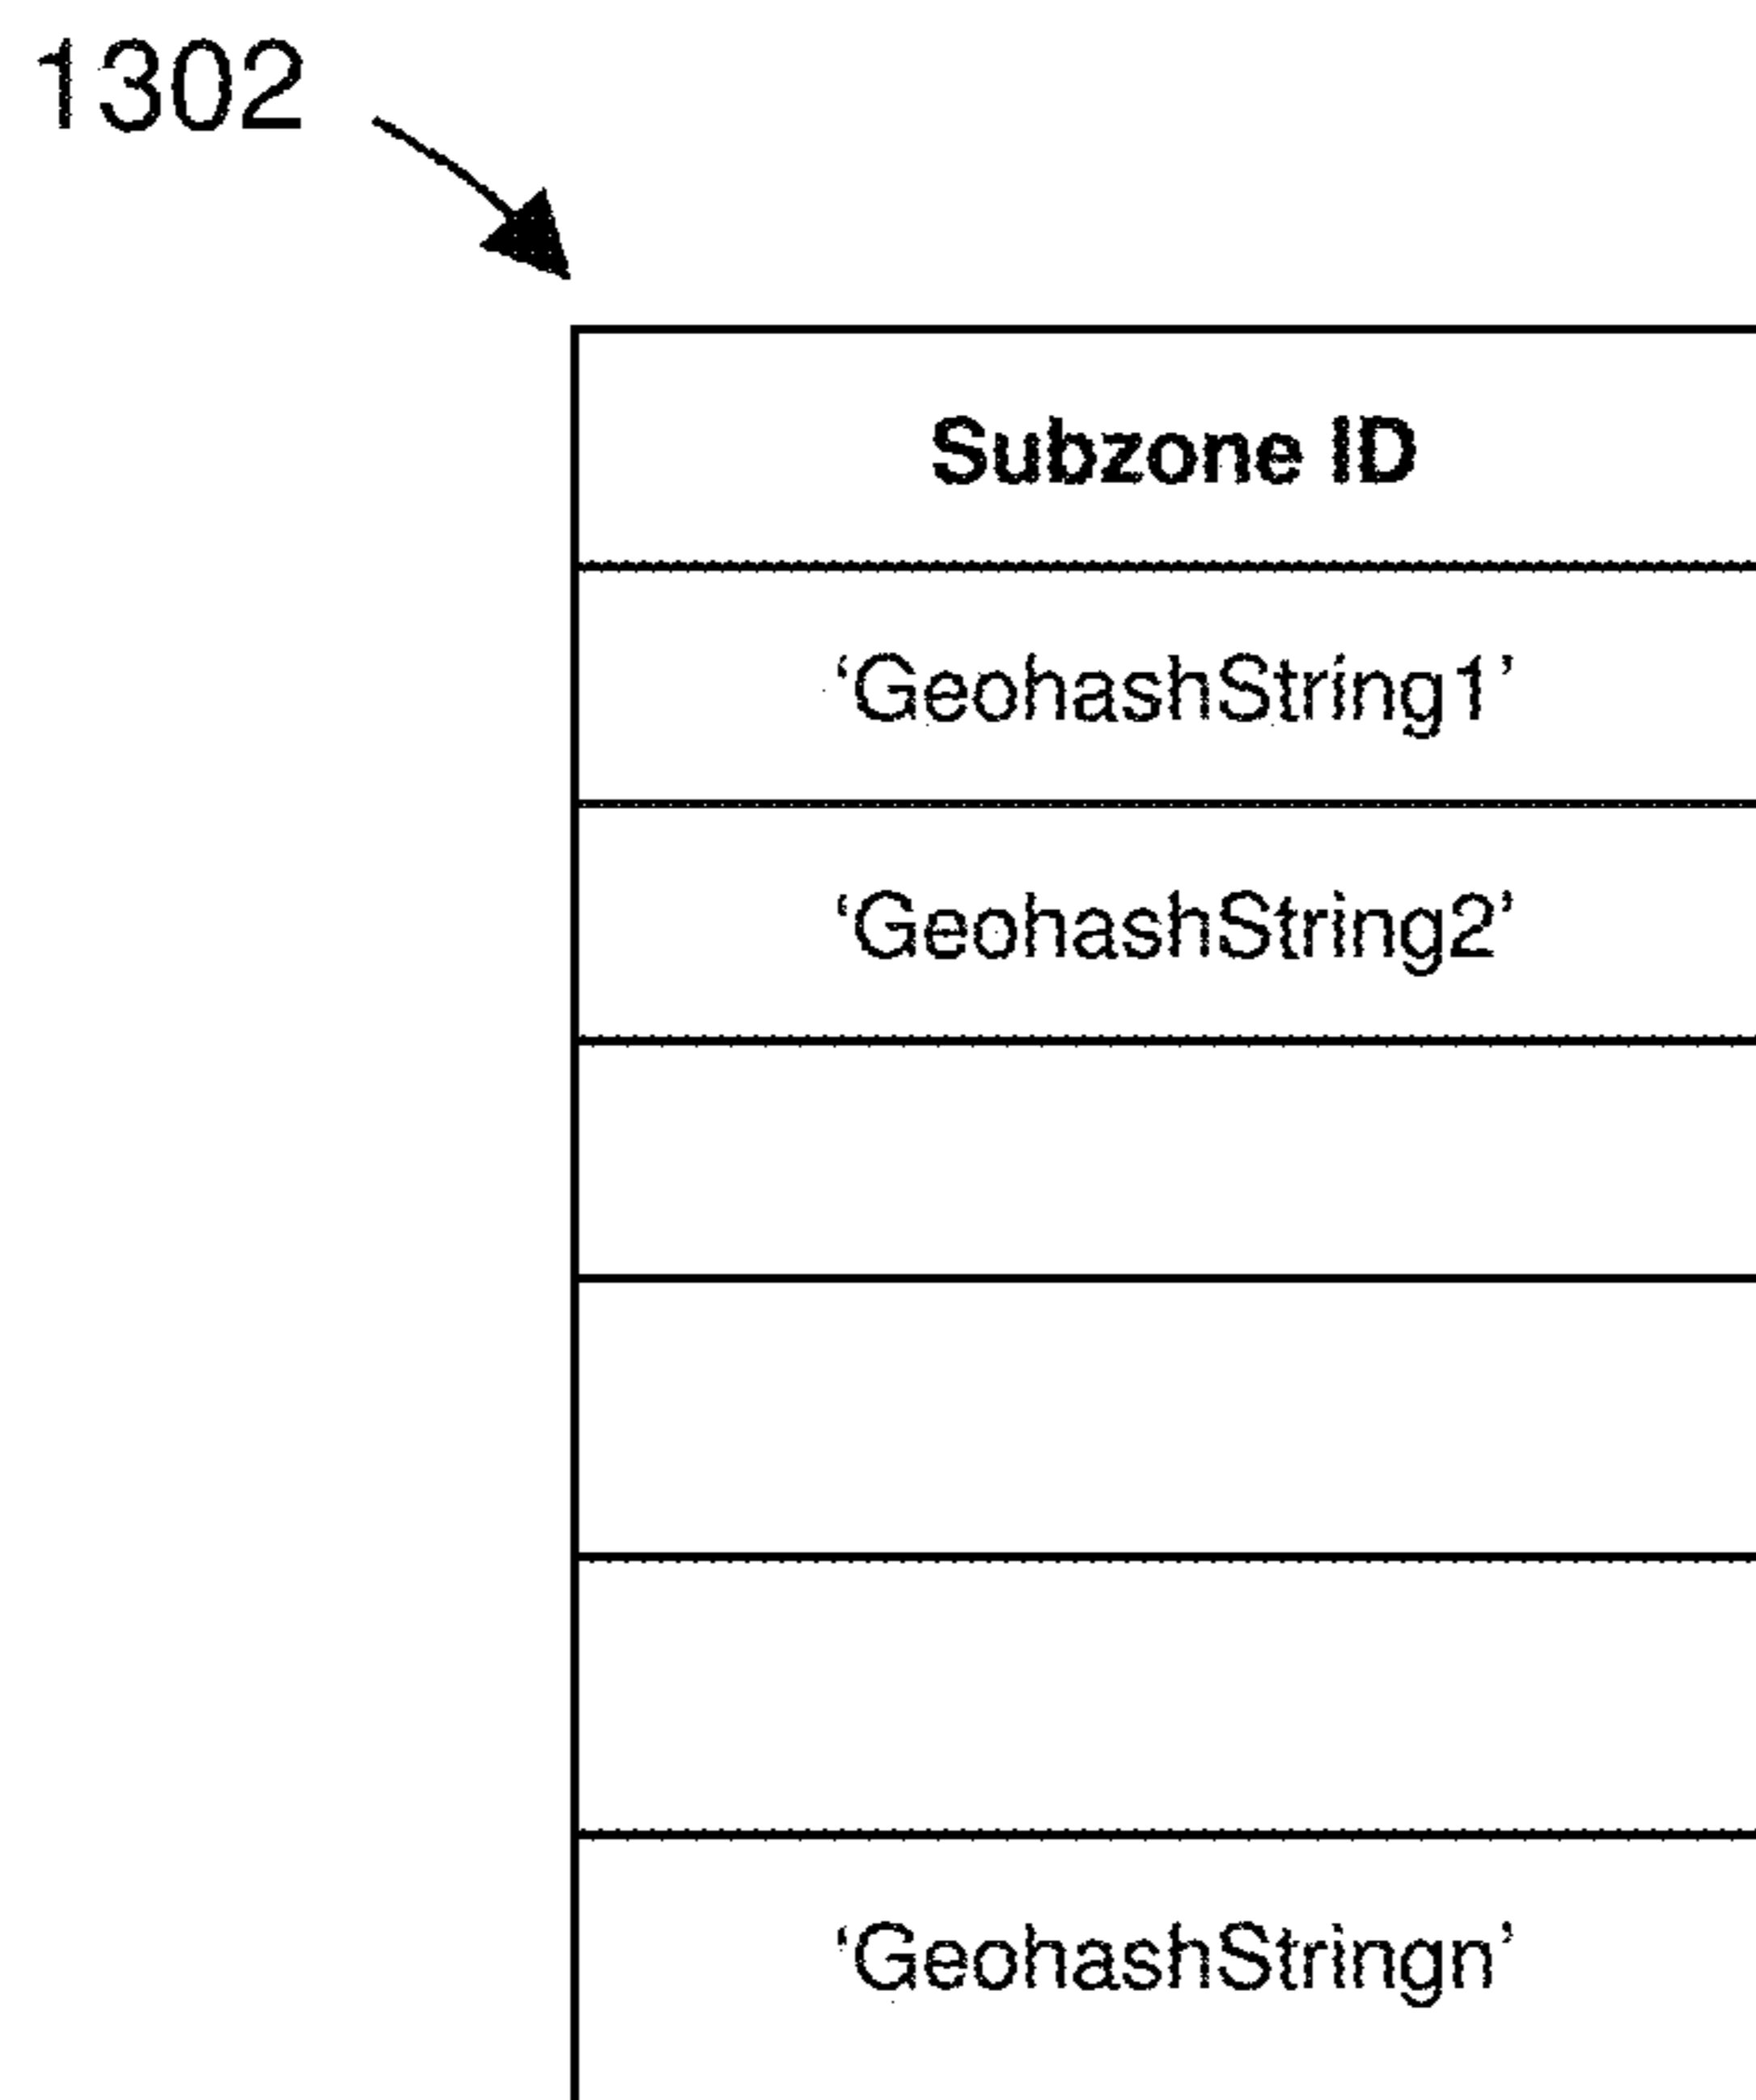 1302
Subzone ID
‘GeohashString1’
‘GeohashString2’
‘GeohashStringn’